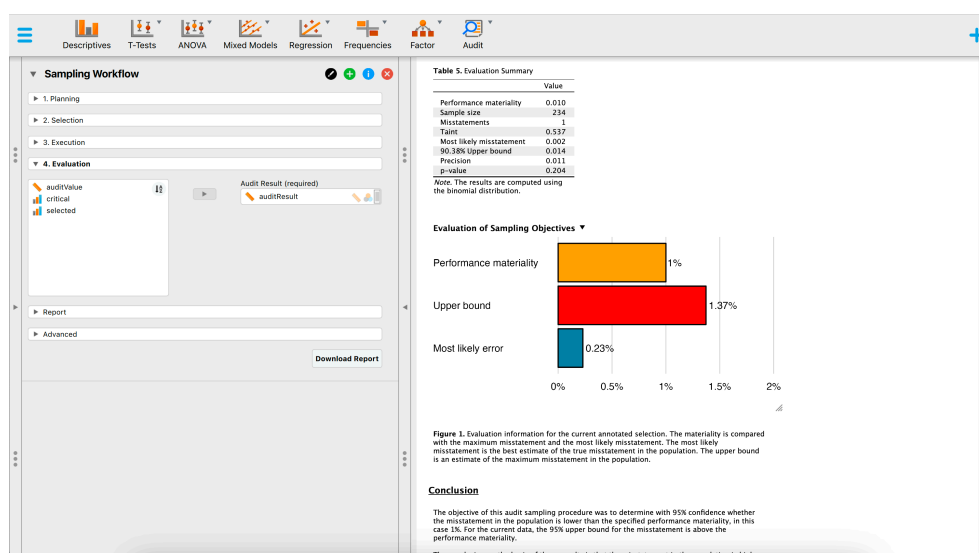 Descriptives T-Tests ANOVA Mixed Models Regression Frequencies Factor Audit
Sampling Workflow
1. Planning
2. Selection
3. Execution
4. Evaluation
auditValue
critical
selected
Audit Result (required)
auditResult
Report
Advanced
Download Report
Table 5. Evaluation Summary
Value
Performance materiality 0.010
Sample size 234
Misstatements 1
Taint 0.537
Most likely misstatement 0.002
90.38% Upper bound 0.014
Precision 0.011
p-value 0.204
Note. The results are computed using
the binomial distribution.
Evaluation of Sampling Objectives
Performance materiality 1%
Upper bound 1.37%
Most likely error 0.23%
0% 0.5% 1% 1.5% 2%
Figure 1. Evaluation information for the current annotated selection. The materiality is compared
with the maximum misstatement and the most likely misstatement. The most likely
misstatement is the best estimate of the true misstatement in the population. The upper bound
is an estimate of the maximum misstatement in the population.
Conclusion
The objective of this audit sampling procedure was to determine with 95% confidence whether
the misstatement in the population is lower than the specified performance materiality, in this
case 1%. For the current data, the 95% upper bound for the misstatement is above the
performance materiality.